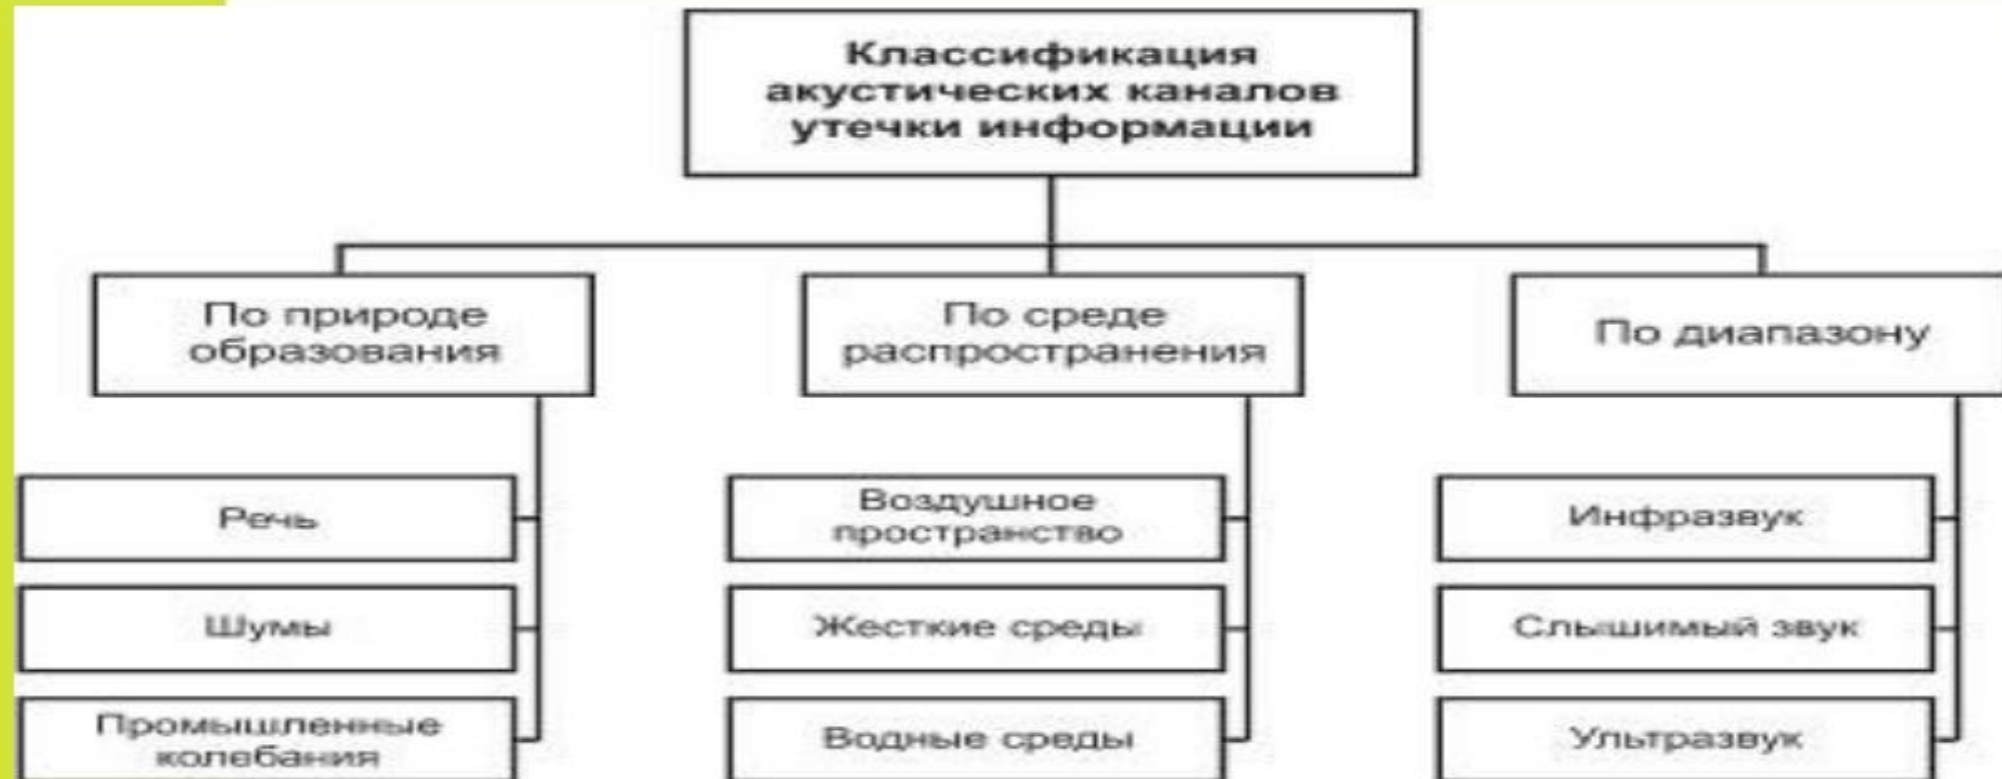 Классификация
акустических каналов
утечки информации
По природе
образования
По среде
распространения
По диапазону
Речь
Воздушное
пространство
Инфразвук
Шумы
Жесткие среды
Слышимый звук
Промышленные
колебания
Водные среды
Ультразвук